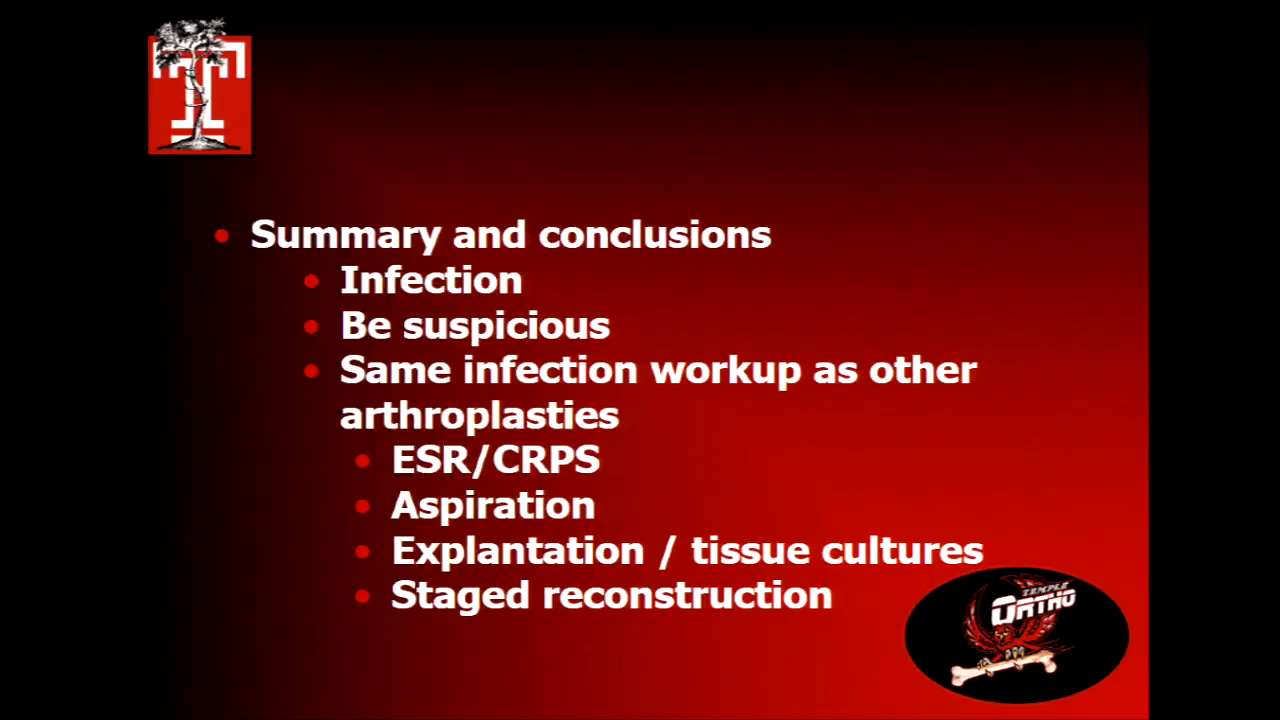 Summary and conclusions
Infection
Be suspicious
Same infection workup as other
arthroplasties
ESR/CRPS
Aspiration
Explantation / tissue cultures
Staged reconstruction
TEMPLE
ORTHO